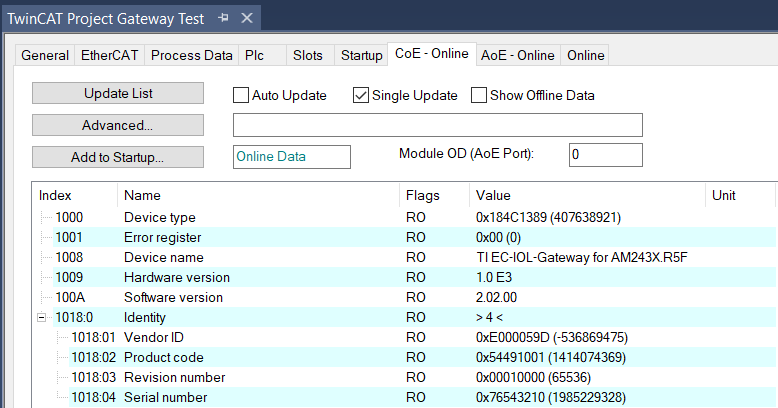 TwinCAT Project Gateway Test
General EtherCAT Process Data Plc Slots Startup CoE - Online AoE - Online Online
Update List Auto Update Single Update Show Offline Data
Advanced...
Add to Startup... Online Data Module OD (AoE Port): 0
Index Name Flags Value Unit
1000 Device type RO 0x184C1389 (407638921)
1001 Error register RO 0x00 (0)
1008 Device name RO TI EC-IOL-Gateway for AM243X.R5F
1009 Hardware version RO 1.0 E3
100A Software version RO 2.02.00
1018:0 Identity RO > 4 <
1018:01 Vendor ID RO 0xE000059D (-536869475)
1018:02 Product code RO 0x54491001 (1414074369)
1018:03 Revision number RO 0x00010000 (65536)
1018:04 Serial number RO 0x76543210 (1985229328)